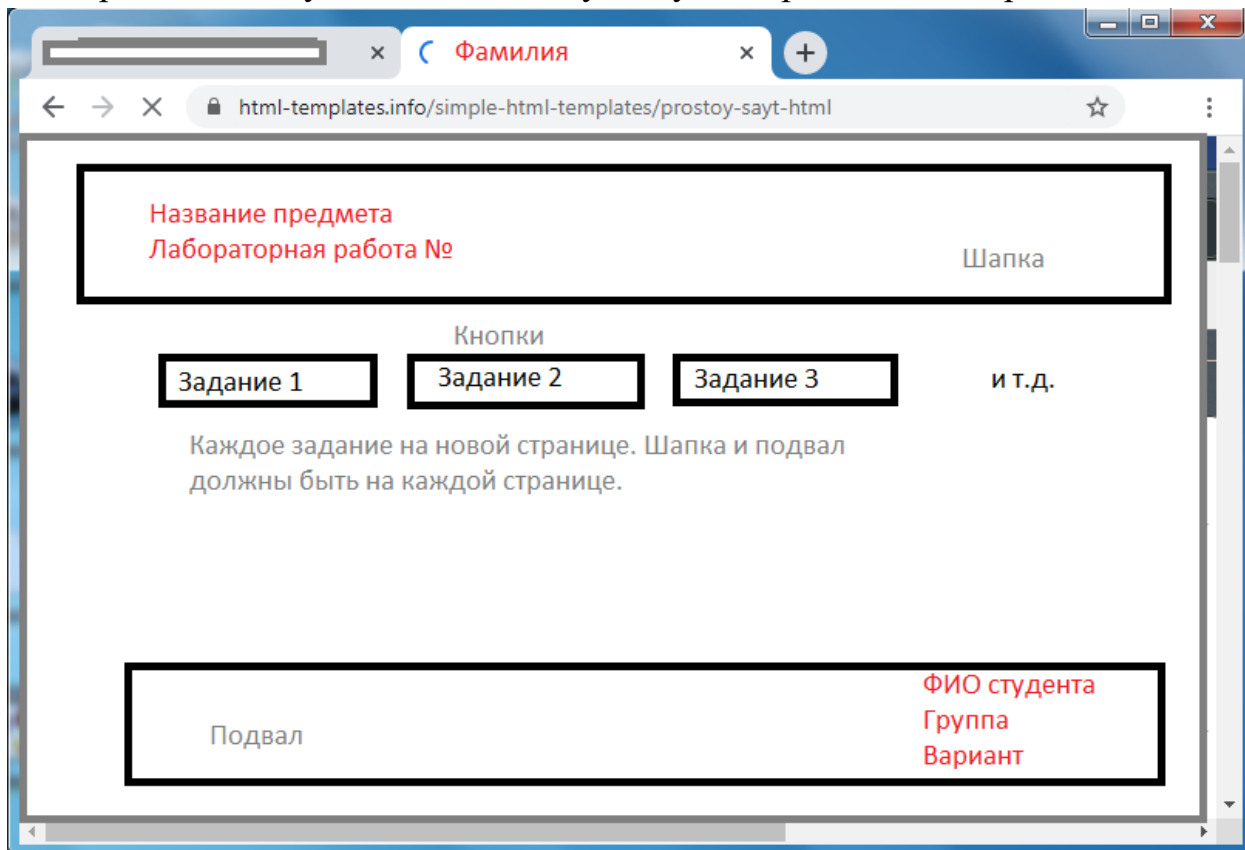 Фамилия
html-templates.info/simple-html-templates/prostoy-sayt-html
Название предмета
Лабораторная работа №
Шапка
Кнопки
Задание 1
Задание 2
Задание 3
и т.д.
Каждое задание на новой странице. Шапка и подвал
должны быть на каждой странице.
Подвал
ФИО студента
Группа
Вариант